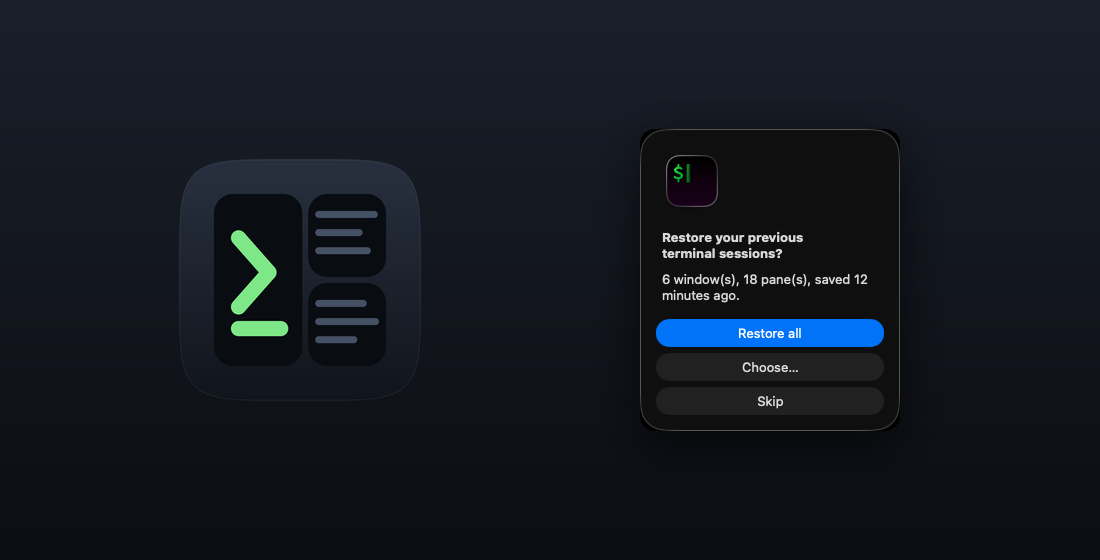 $
Restore your previous
terminal sessions?
6 window(s), 18 pane(s), saved 12
minutes ago.
Restore all
Choose...
Skip